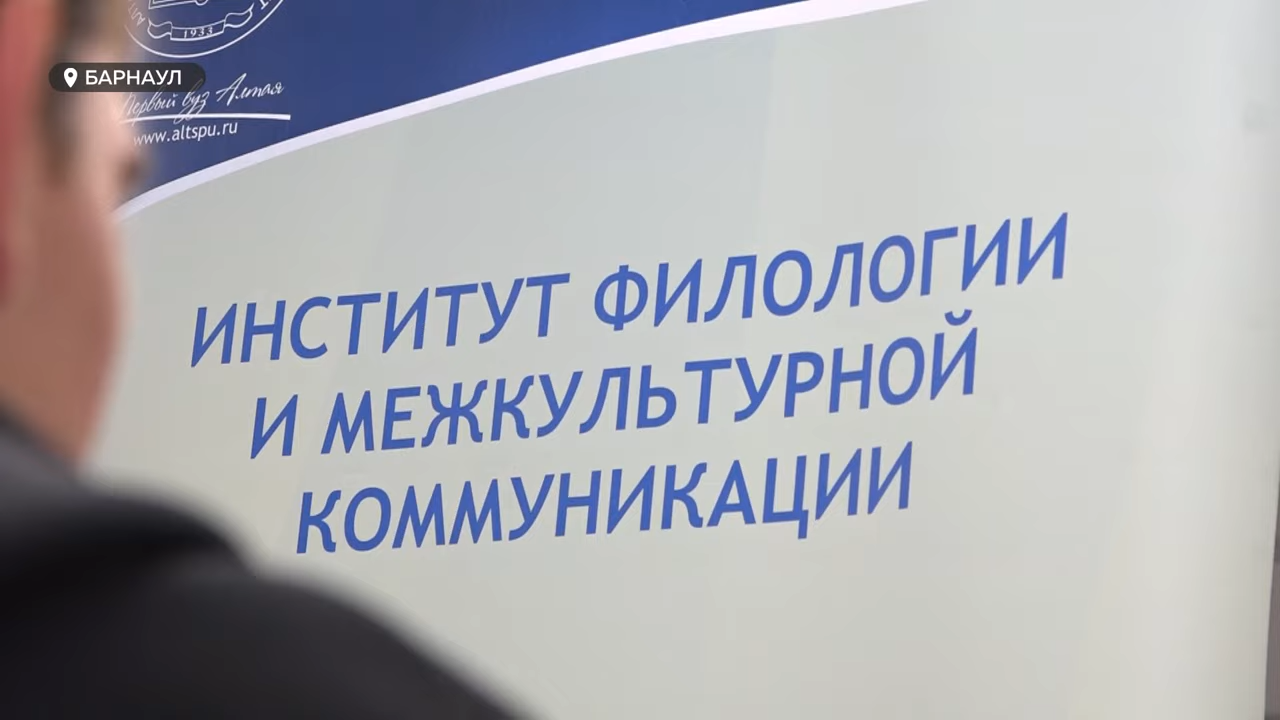 1933
БАРНАУЛ
Первый вуз Алтая
www.altspu.ru
ИНСТИТУТ ФИЛОЛОГИИ
И МЕЖКУЛЬТУРНОЙ
КОММУНИКАЦИИ